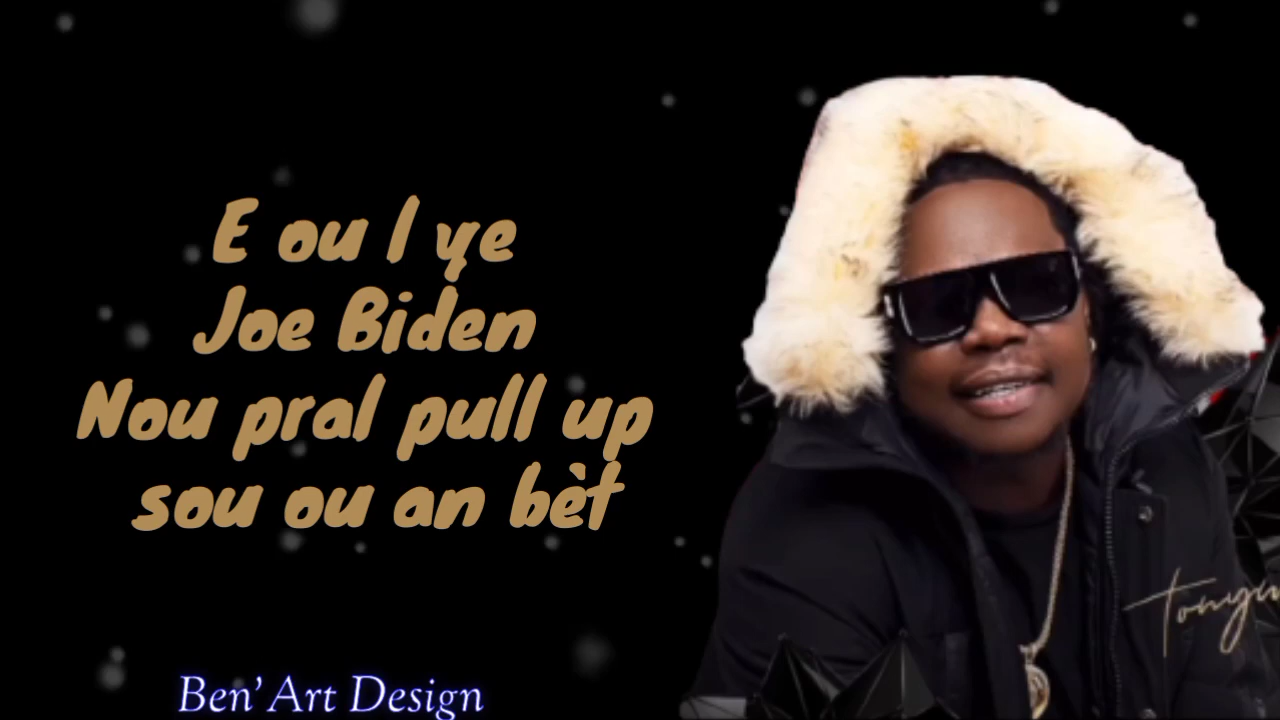 E ou l ye
Joe Biden
Nou pral pull up
sou ou an bèt
Ben' Art Design